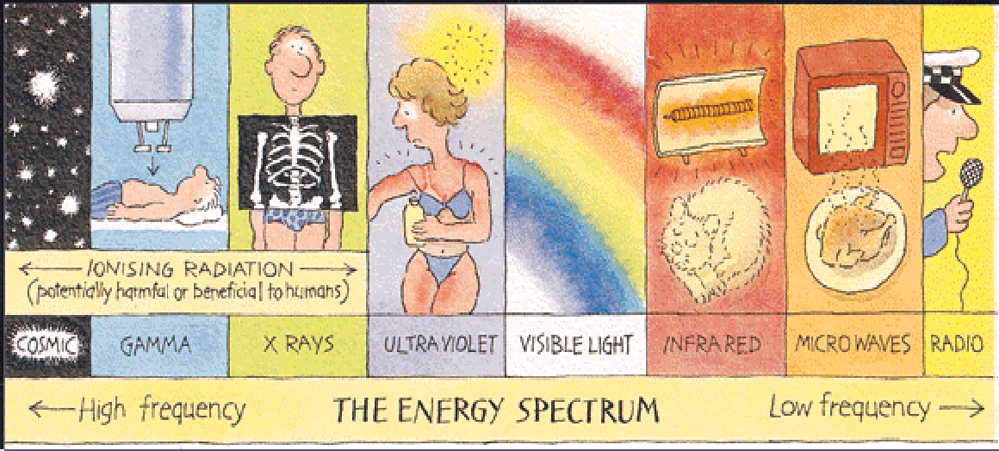 IONISING RADIATION
(potentially harmful or beneficial to humans)
COSMIC GAMMA X RAYS ULTRAVIOLET VISIBLE LIGHT INFRARED MICROWAVES RADIO
High frequency THE ENERGY SPECTRUM Low frequency